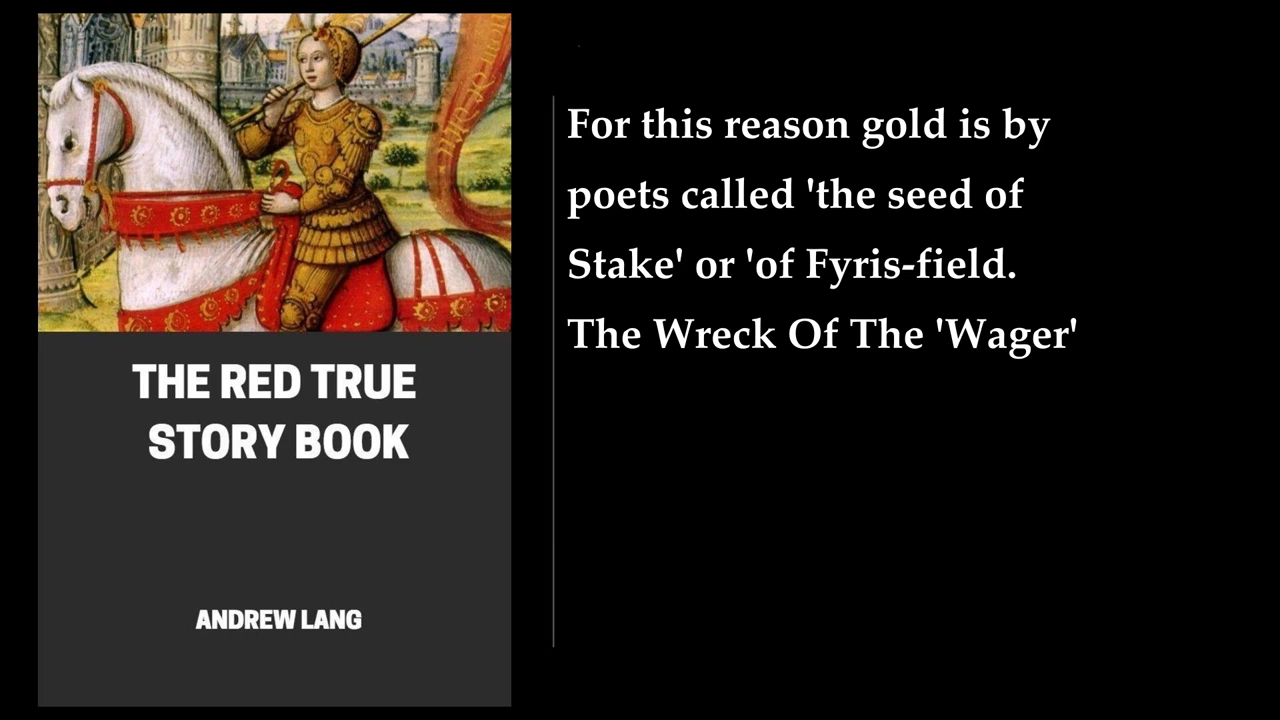 THE RED TRUE
STORY BOOK
ANDREW LANG
For this reason gold is by
poets called 'the seed of
Stake' or 'of Fyris-field.
The Wreck Of The 'Wager'